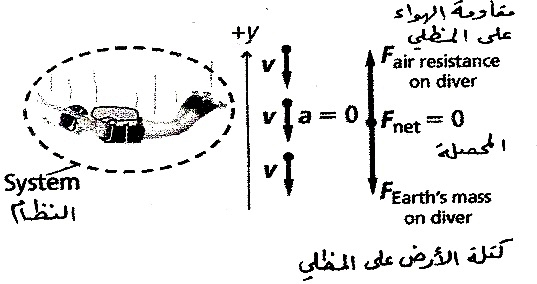 مقاومة الهواء
على المظلي
+y
F air resistance
on diver
v
v a = 0
F net = 0
المحصلة
v
System
النظام
F Earth's mass
on diver
كتلة الأرض على المظلي